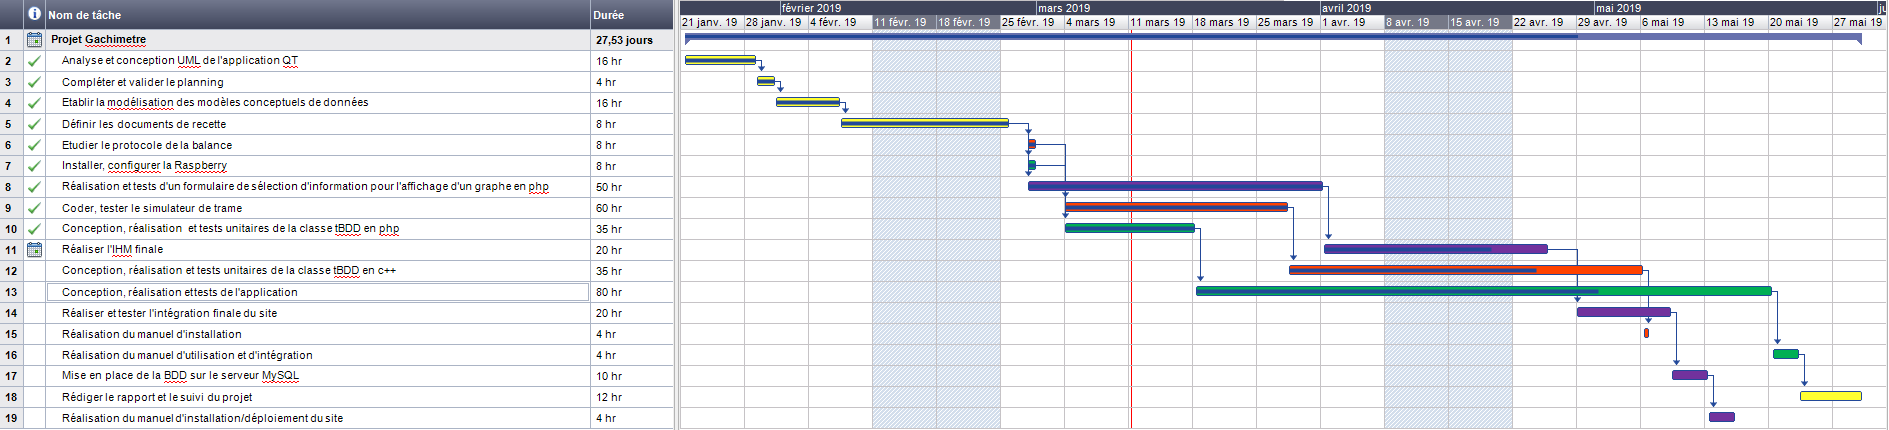 Nom de tâche Durée
février 2019 mars 2019 avril 2019 mai 2019
21 janv. 19 28 janv. 19 4 févr. 19 11 févr. 19 18 févr. 19 25 févr. 19 4 mars 19 11 mars 19 18 mars 19 25 mars 19 1 avr. 19 8 avr. 19 15 avr. 19 22 avr. 19 29 avr. 19 6 mai 19 13 mai 19 20 mai 19 27 mai 19
1 Projet Gachimetre 27,53 jours
2 Analyse et conception UML de l'application QT 16 hr
3 Compléter et valider le planning 4 hr
4 Etablir la modélisation des modèles conceptuels de données 16 hr
5 Définir les documents de recette 8 hr
6 Etudier le protocole de la balance 8 hr
7 Installer, configurer la Raspberry 8 hr
8 Réalisation et tests d'un formulaire de sélection d'information pour l'affichage d'un graphe en php 50 hr
9 Coder, tester le simulateur de trame 60 hr
10 Conception, réalisation et tests unitaires de la classe tBDD en php 35 hr
11 Réaliser l'IHM finale 20 hr
12 Conception, réalisation et tests unitaires de la classe tBDD en c++ 35 hr
13 Conception, réalisation et tests de l'application 80 hr
14 Réaliser et tester l'intégration finale du site 20 hr
15 Réalisation du manuel d'installation 4 hr
16 Réalisation du manuel d'utilisation et d'intégration 4 hr
17 Mise en place de la BDD sur le serveur MySQL 10 hr
18 Rédiger le rapport et le suivi du projet 12 hr
19 Réalisation du manuel d'installation/déploiement du site 4 hr